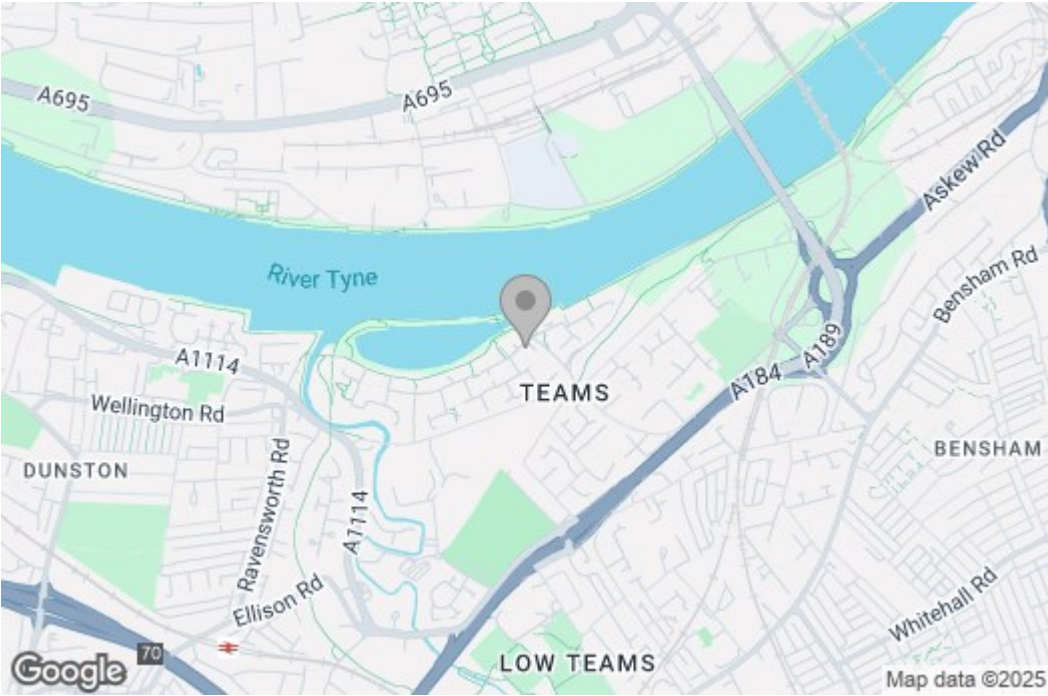 A695
A695
Askew Rd
River Tyne
Bensham Rd
A1114
A189
A184
TEAMS
Wellington Rd
BENSHAM
DUNSTON
Ravensworth Rd
A1114
Ellison Rd
Whitehall Rd
70
LOW TEAMS
Google
Map data ©2025